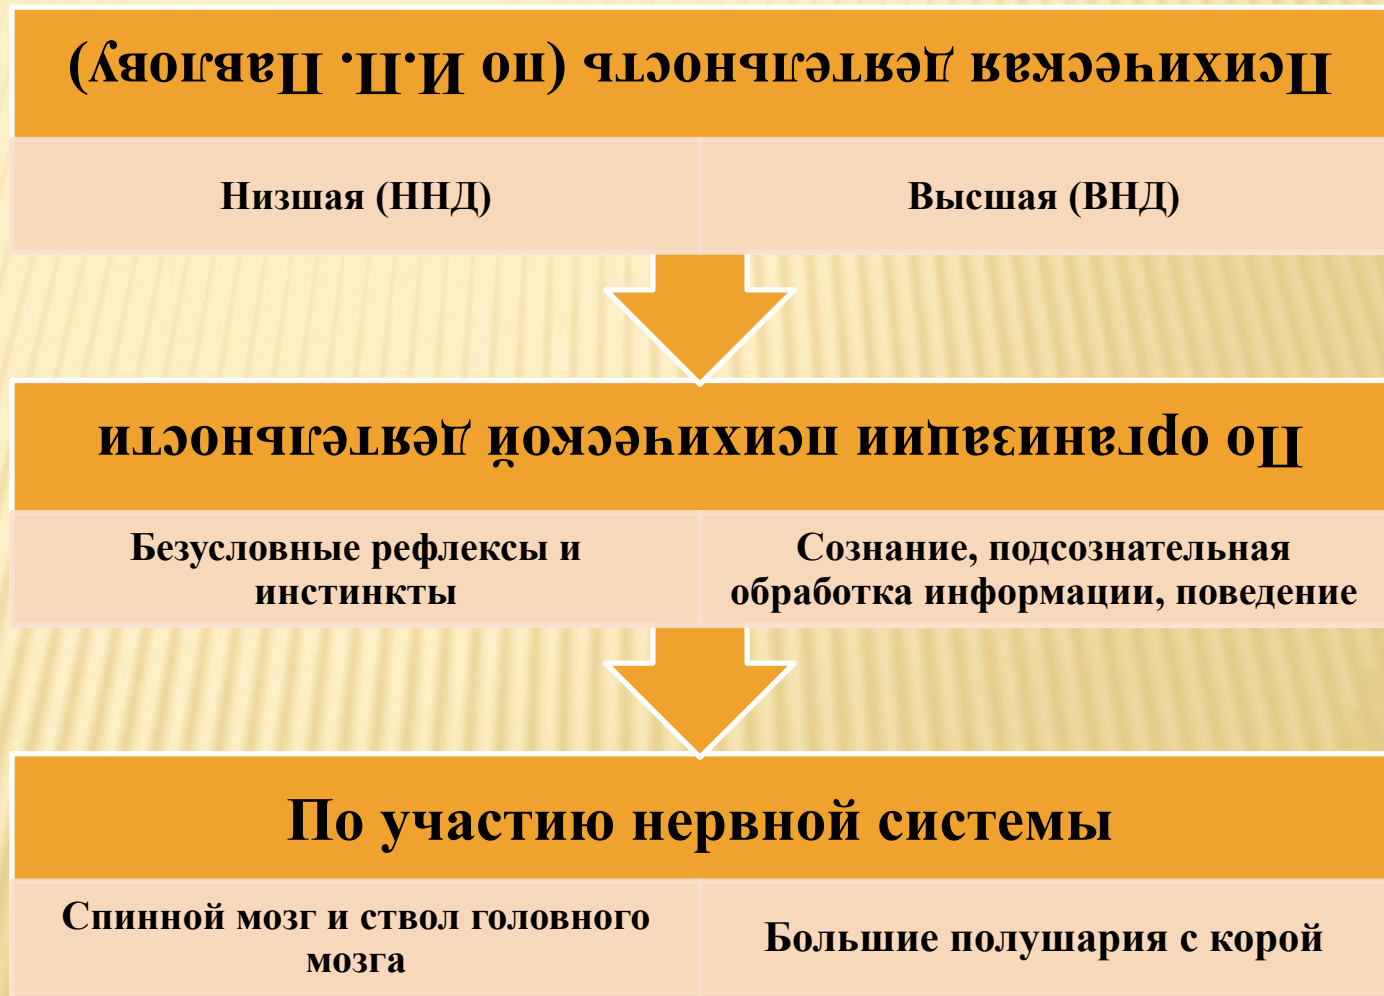 Психическая деятельность (по И.П. Павлову)
Низшая (ННД)
Высшая (ВНД)
По организации психической деятельности
Безусловные рефлексы и
инстинкты
Сознание, подсознательная
обработка информации, поведение
По участию нервной системы
Спинной мозг и ствол головного
мозга
Большие полушария с корой